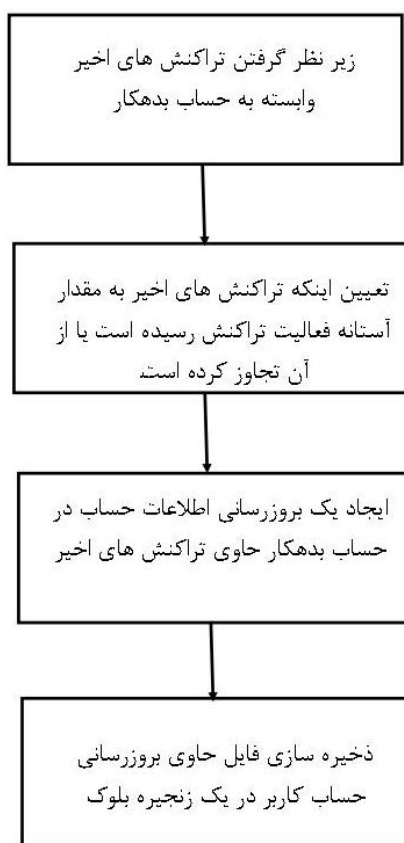 زیر نظر گرفتن تراکنش های اخیر
وابسته به حساب بدهکار
تعیین اینکه تراکنش های اخیر به مقدار
آستانه فعالیت تراکنش رسیده است یا از
آن تجاوز کرده است.
ایجاد یک بروزرسانی اطلاعات حساب در
حساب بدهکار حاوی تراکنش های اخیر
ذخیره سازی فایل حاوی بروزرسانی
حساب کاربر در یک زنجیره بلوک